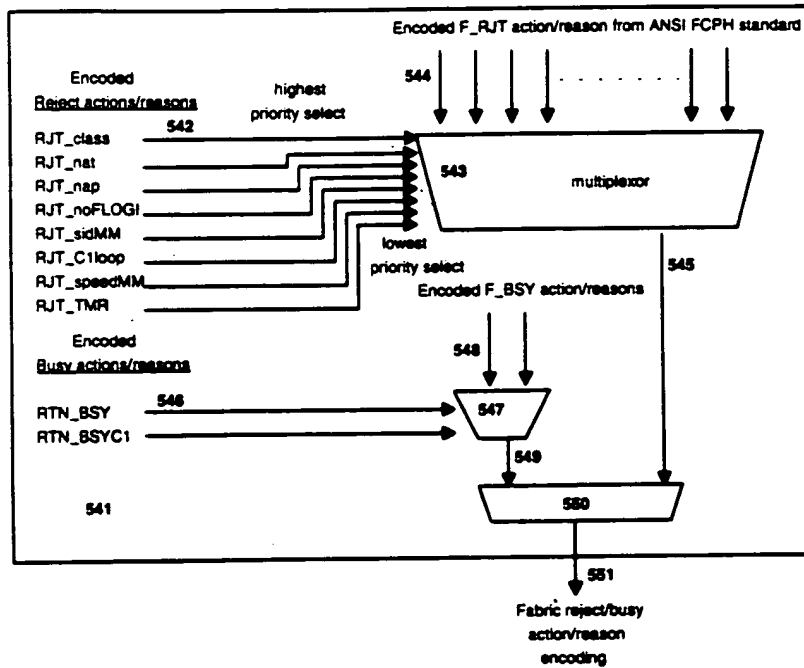 Encoded F_RJT action/reason from ANSI FCPH standard
544
Encoded
Reject actions/reasons
highest
priority select
542
RJT_class
RJT_nat
RJT_nap
RJT_noFLOGI
RJT_sidMM
RJT_C1loop
RJT_speedMM
RJT_TMR
543
multiplexor
lowest
priority select
545
Encoded F_BSY action/reasons
548
Encoded
Busy actions/reasons
546
RTN_BSY
RTN_BSYC1
547
549
541
550
551
Fabric reject/busy
action/reason
encoding